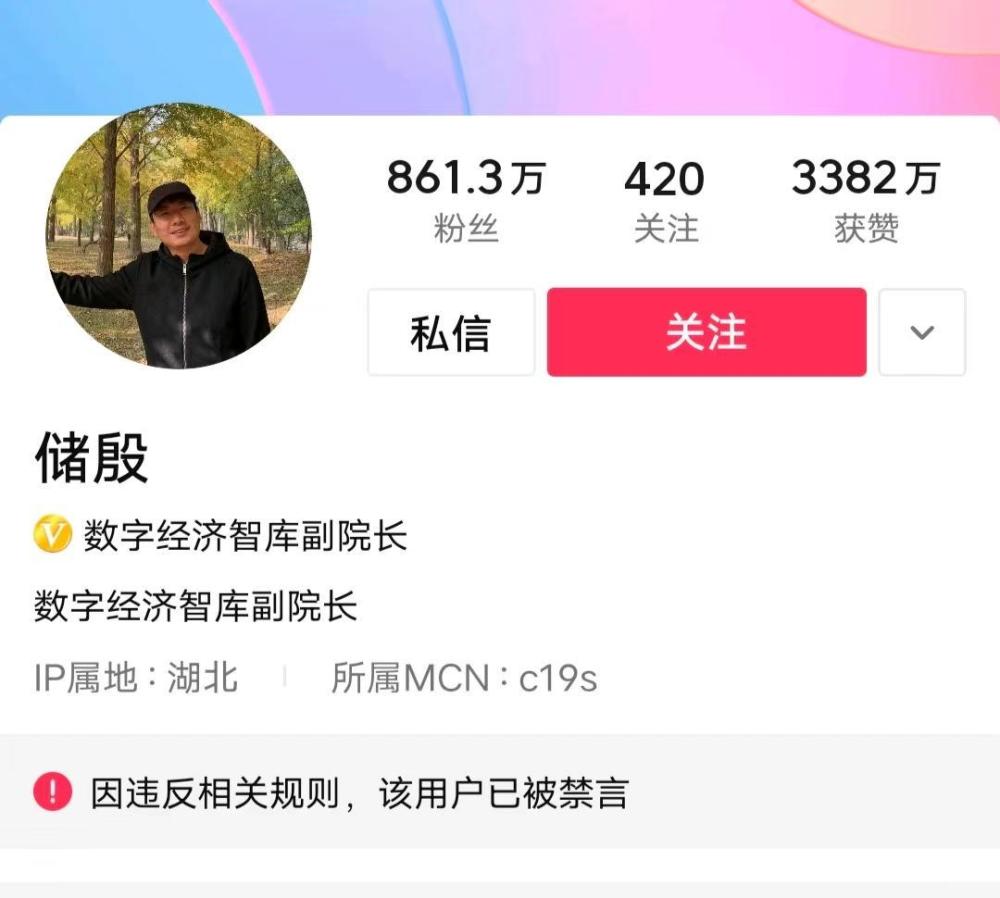 861.3万 420 3382万
粉丝 关注 获赞
私信 关注
储殷
数字经济智库副院长
数字经济智库副院长
IP属地：湖北 所属MCN：c19s
因违反相关规则，该用户已被禁言